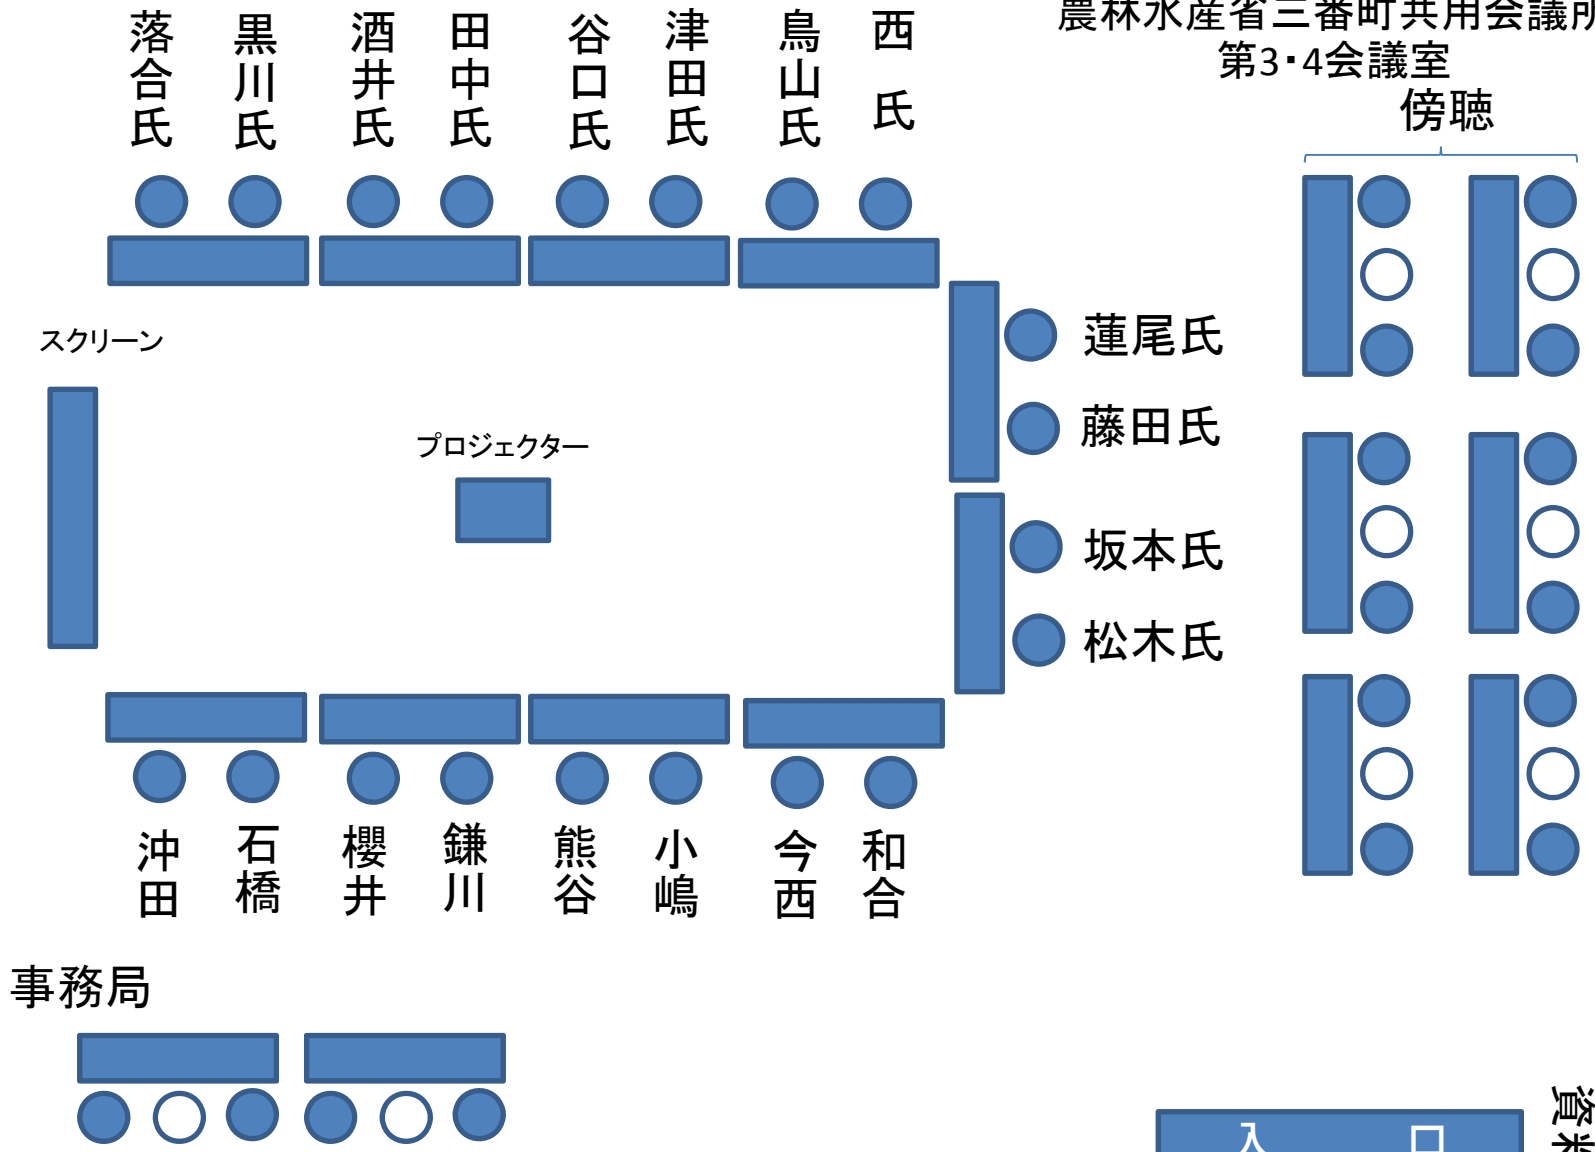 農林水産省三番町共用会議所
第3・4会議室
傍聴
落合氏
黒川氏
酒井氏
田中氏
谷口氏
津田氏
鳥山氏
西 氏
スクリーン
プロジェクター
蓮尾氏
藤田氏
坂本氏
松木氏
沖田
石橋
櫻井
鎌川
熊谷
小嶋
今西
和合
事務局
入 口
資料